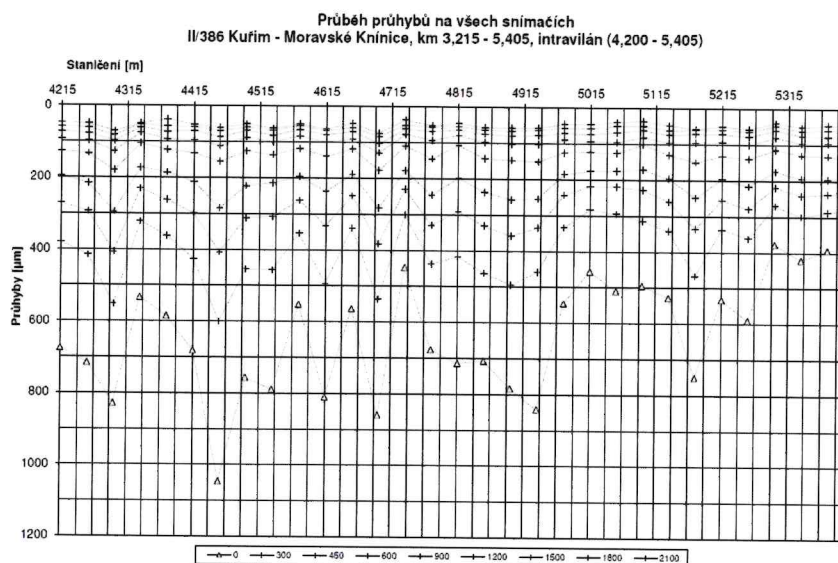 Průběh průhybů na všech snímačích
II/386 Kuřim - Moravské Knínice, km 3,215 - 5,405, intravilán (4,200 - 5,405)
Staničení [m]
4215 4315 4415 4515 4615 4715 4815 4915 5015 5115 5215 5315
0
200
400
600
800
1000
1200
Průhyby [µm]
0 300 450 600 900 1200 1500 1800 2100